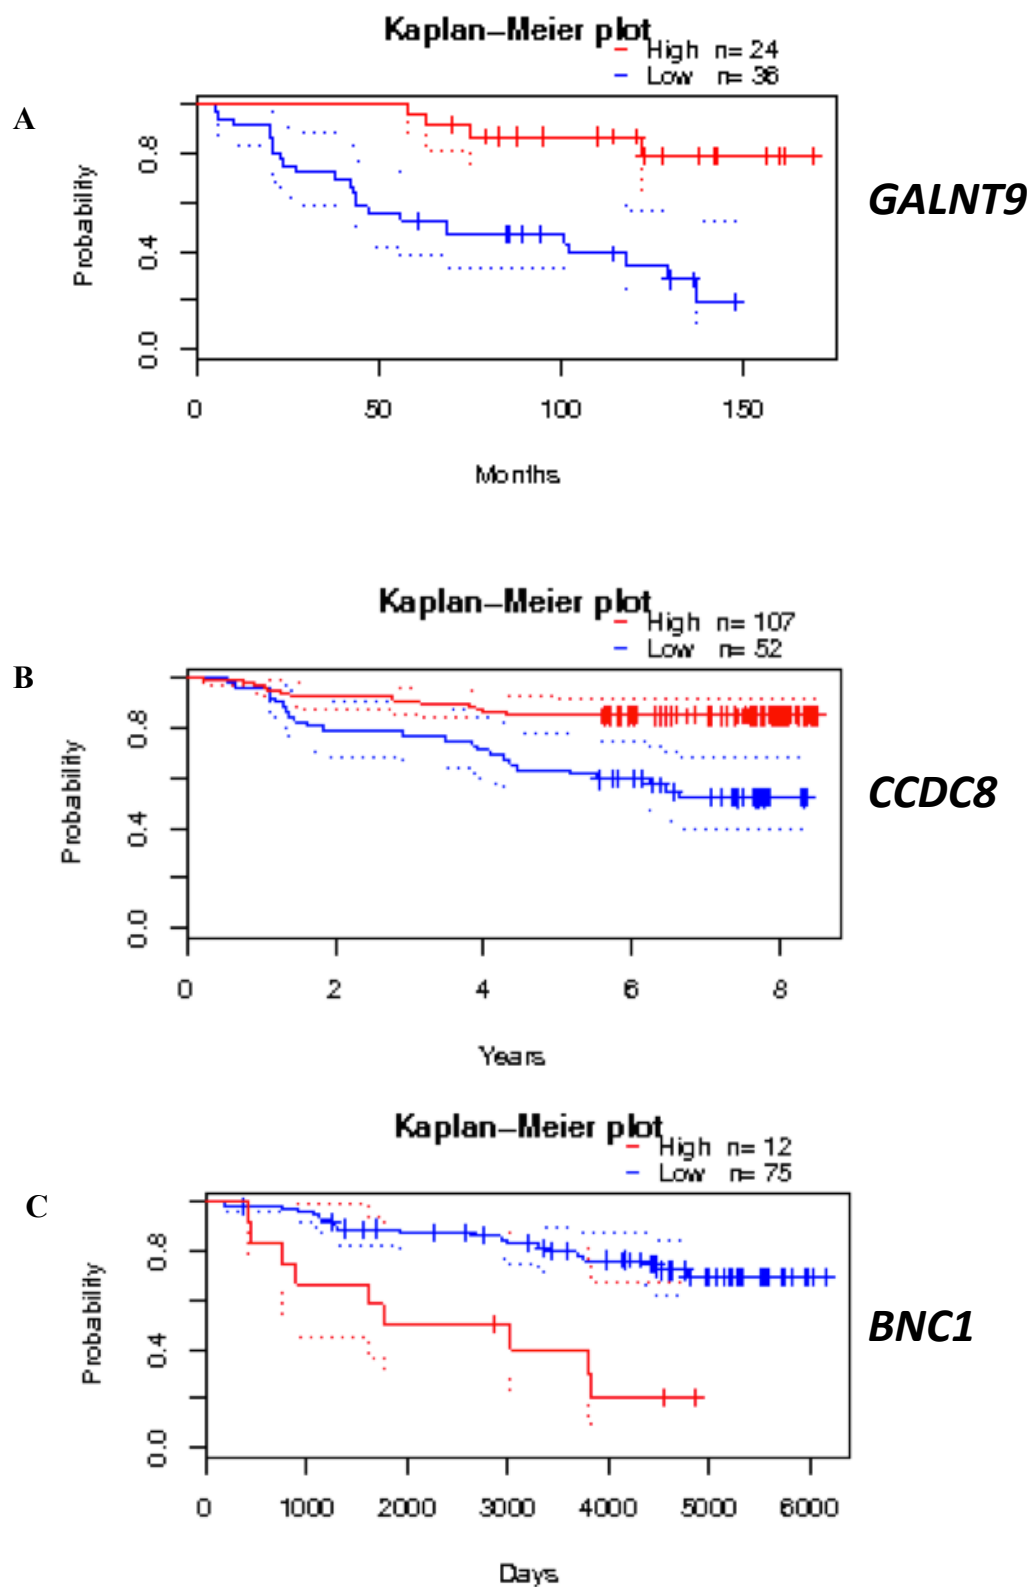 Kaplan-Meier plot
High n= 24
Low n= 36
A
0.8
0.4
0.0
Probability
GALNT9
0 50 100 150
Months
Kaplan-Meier plot
High n= 107
Low n= 52
B
0.8
0.4
0.0
Probability
CCDC8
0 2 4 6 8
Years
Kaplan-Meier plot
High n= 12
Low n= 75
C
0.8
0.4
0.0
Probability
BNC1
0 1000 2000 3000 4000 5000 6000
Days